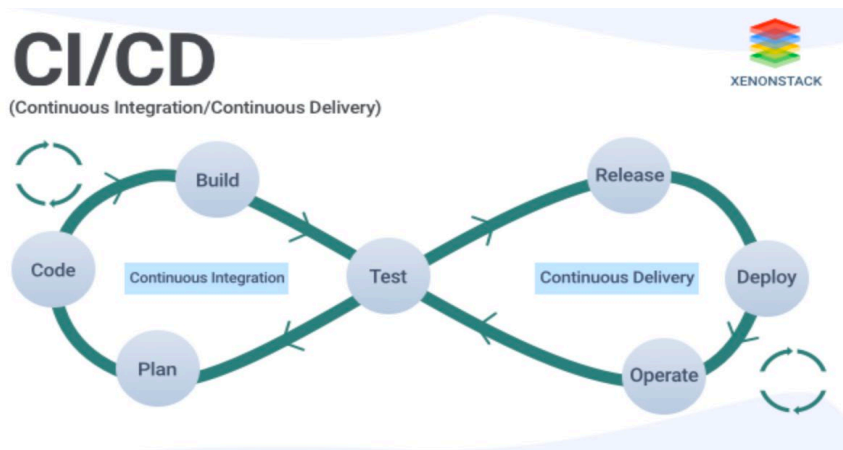 CI/CD
(Continuous Integration/Continuous Delivery)
XENONSTACK
Build
Release
Code
Continuous Integration
Test
Continuous Delivery
Deploy
Plan
Operate